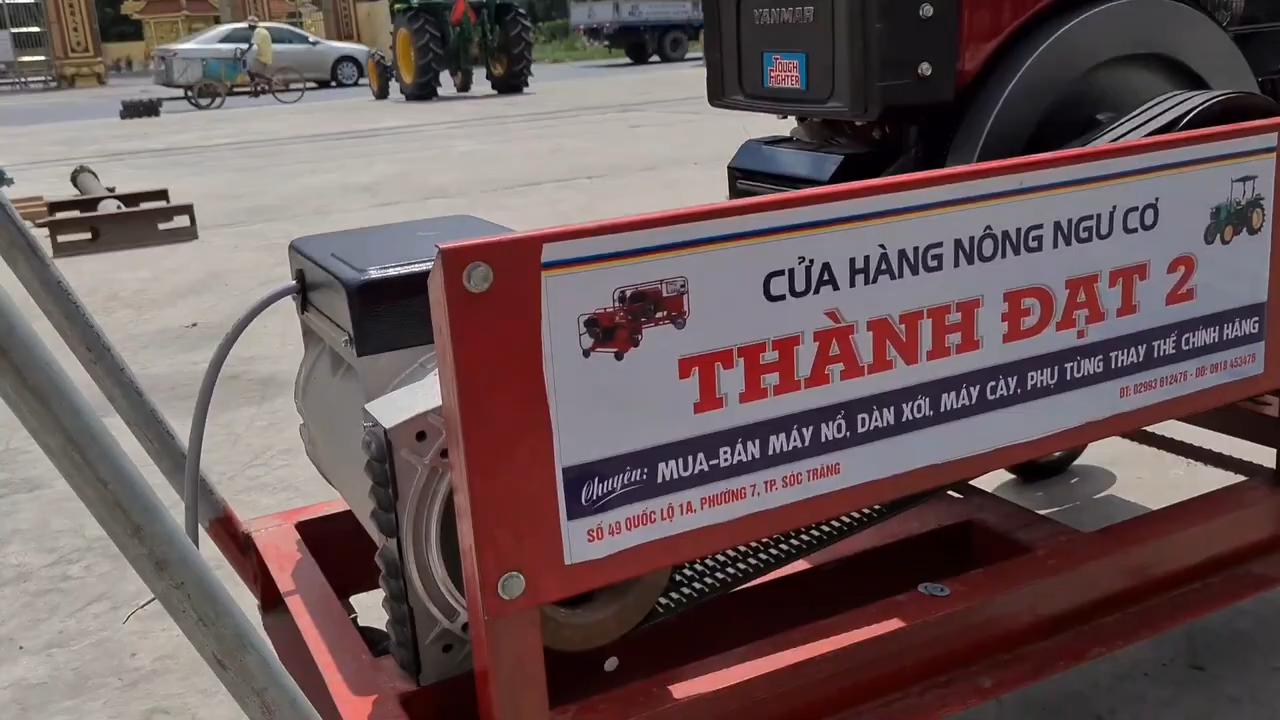 YANMAR
TOUGH
FIGHTER
CỬA HÀNG NÔNG NGƯ CƠ
THÀNH ĐẠT 2
Chuyên: MUA-BÁN MÁY NỔ, DÀN XỚI, MÁY CÀY, PHỤ TÙNG THAY THẾ CHÍNH HÃNG
SỐ 49 QUỐC LỘ 1A, PHƯỜNG 7, TP. SÓC TRĂNG
ĐT: 02993 612476 - DĐ: 0918 453476